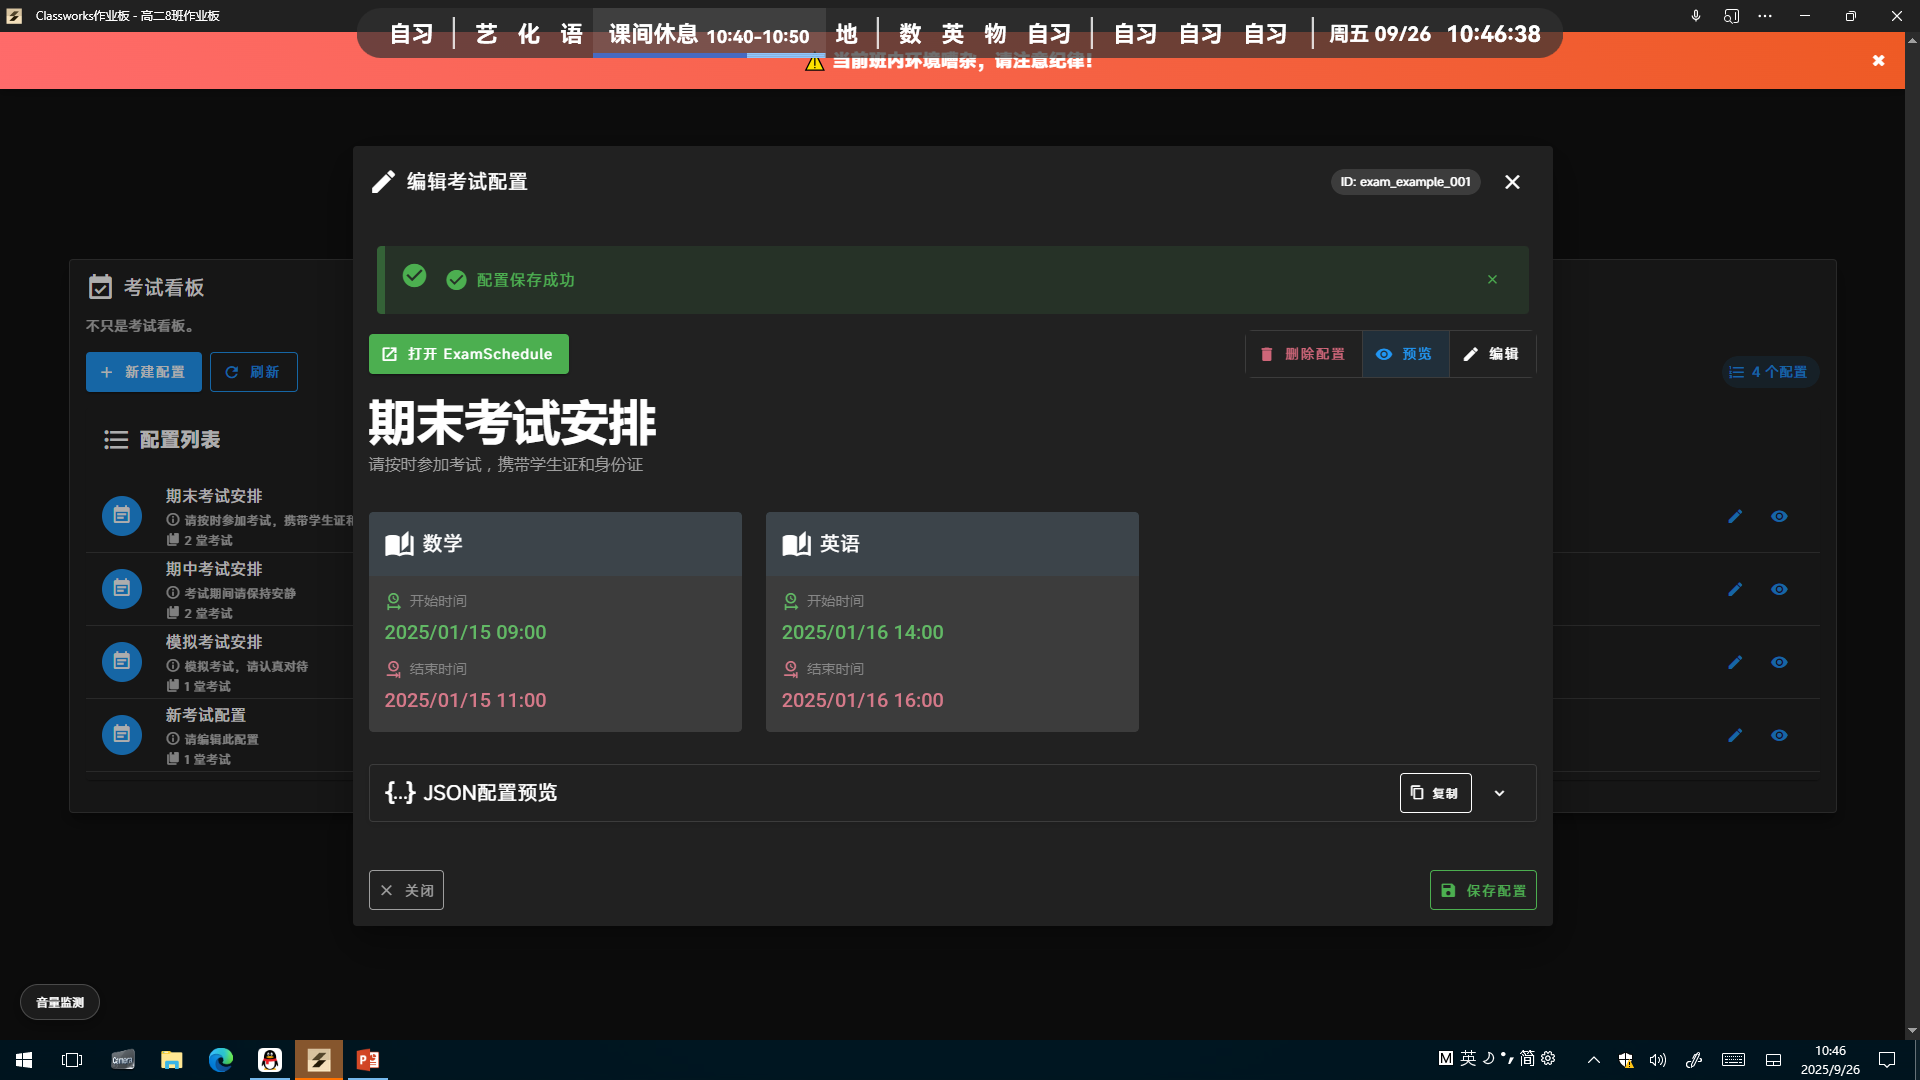 Classworks作业板 - 高二8班作业板
自习 艺 化 语 课间休息 10:40-10:50 地 数 英 物 自习 自习 自习 自习 周五 09/26 10:46:38
当前班内环境嘈杂，请注意纪律！
编辑考试配置
ID: exam_example_001
配置保存成功
考试看板
不只是考试看板。
新建配置
刷新
4 个配置
打开 ExamSchedule
删除配置
预览
编辑
期末考试安排
请按时参加考试，携带学生证和身份证
配置列表
期末考试安排
请按时参加考试，携带学生证和
2 堂考试
期中考试安排
考试期间请保持安静
2 堂考试
模拟考试安排
模拟考试，请认真对待
1 堂考试
新考试配置
请编辑此配置
1 堂考试
数学
开始时间
2025/01/15 09:00
结束时间
2025/01/15 11:00
英语
开始时间
2025/01/16 14:00
结束时间
2025/01/16 16:00
{...} JSON配置预览
复制
关闭
保存配置
音量监测
M 英 简
10:46
2025/9/26